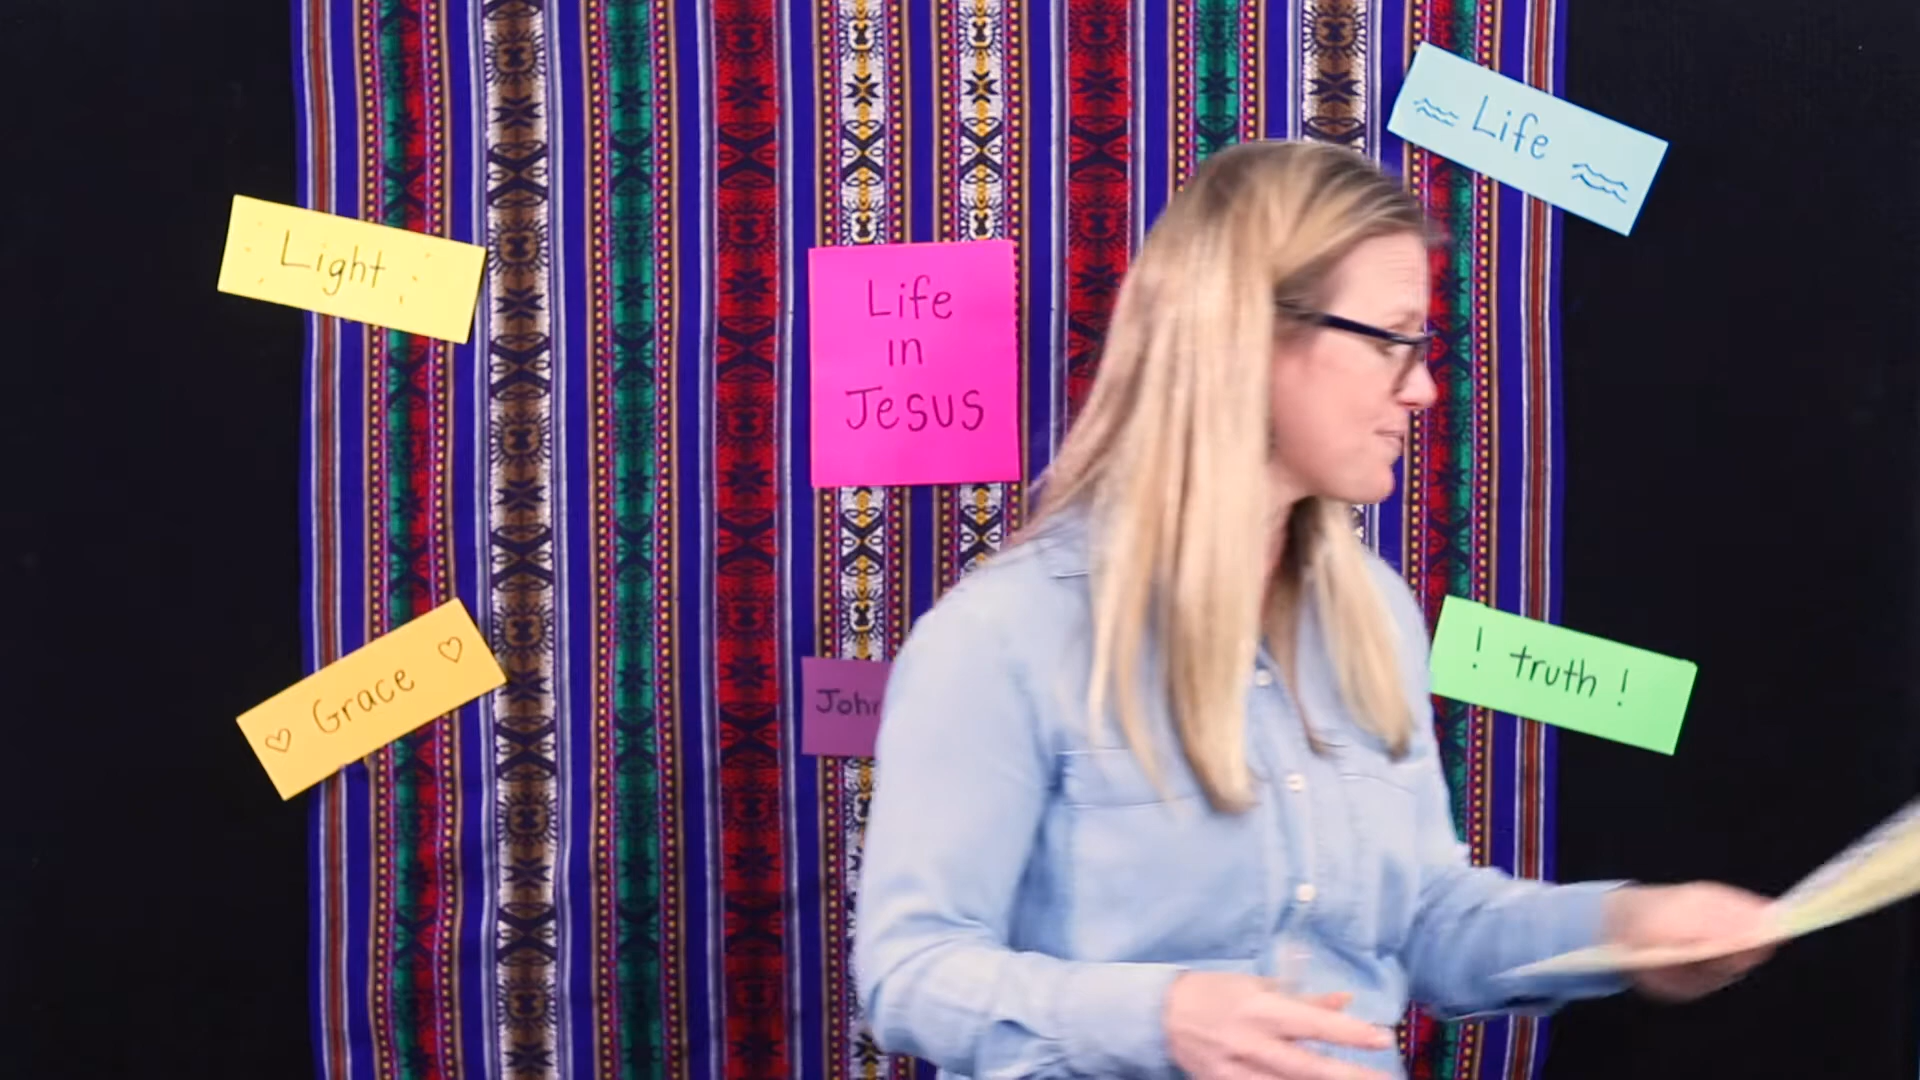 Life
Light
Life
in
Jesus
Grace
! truth !